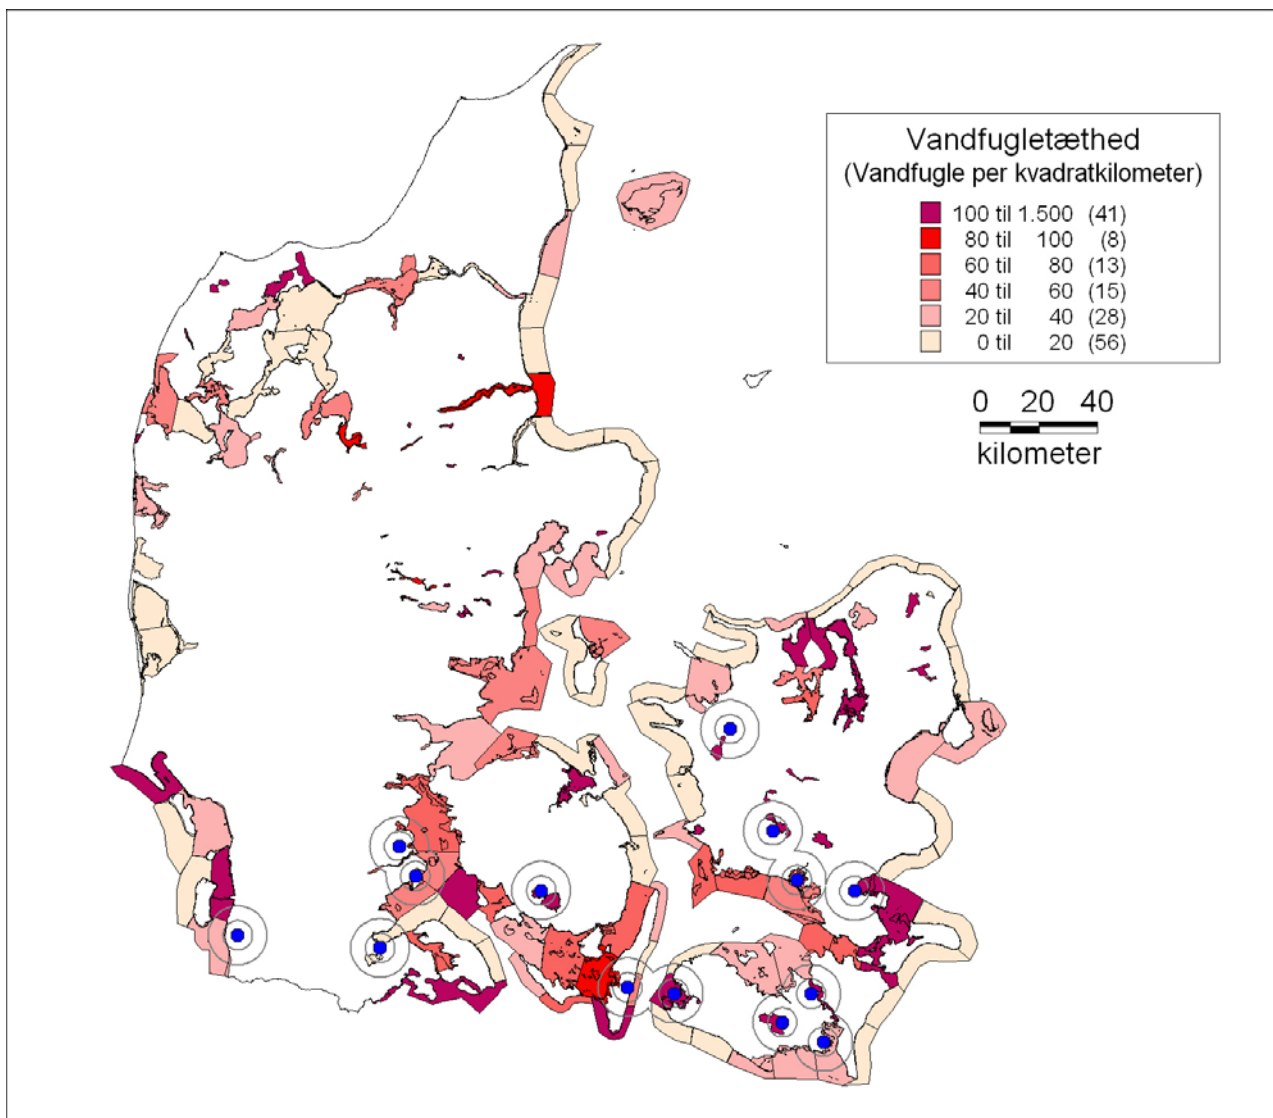 Vandfugletæthed
(Vandfugle per kvadratkilometer)
100 til 1.500 (41)
80 til 100 (8)
60 til 80 (13)
40 til 60 (15)
20 til 40 (28)
0 til 20 (56)
0 20 40
kilometer